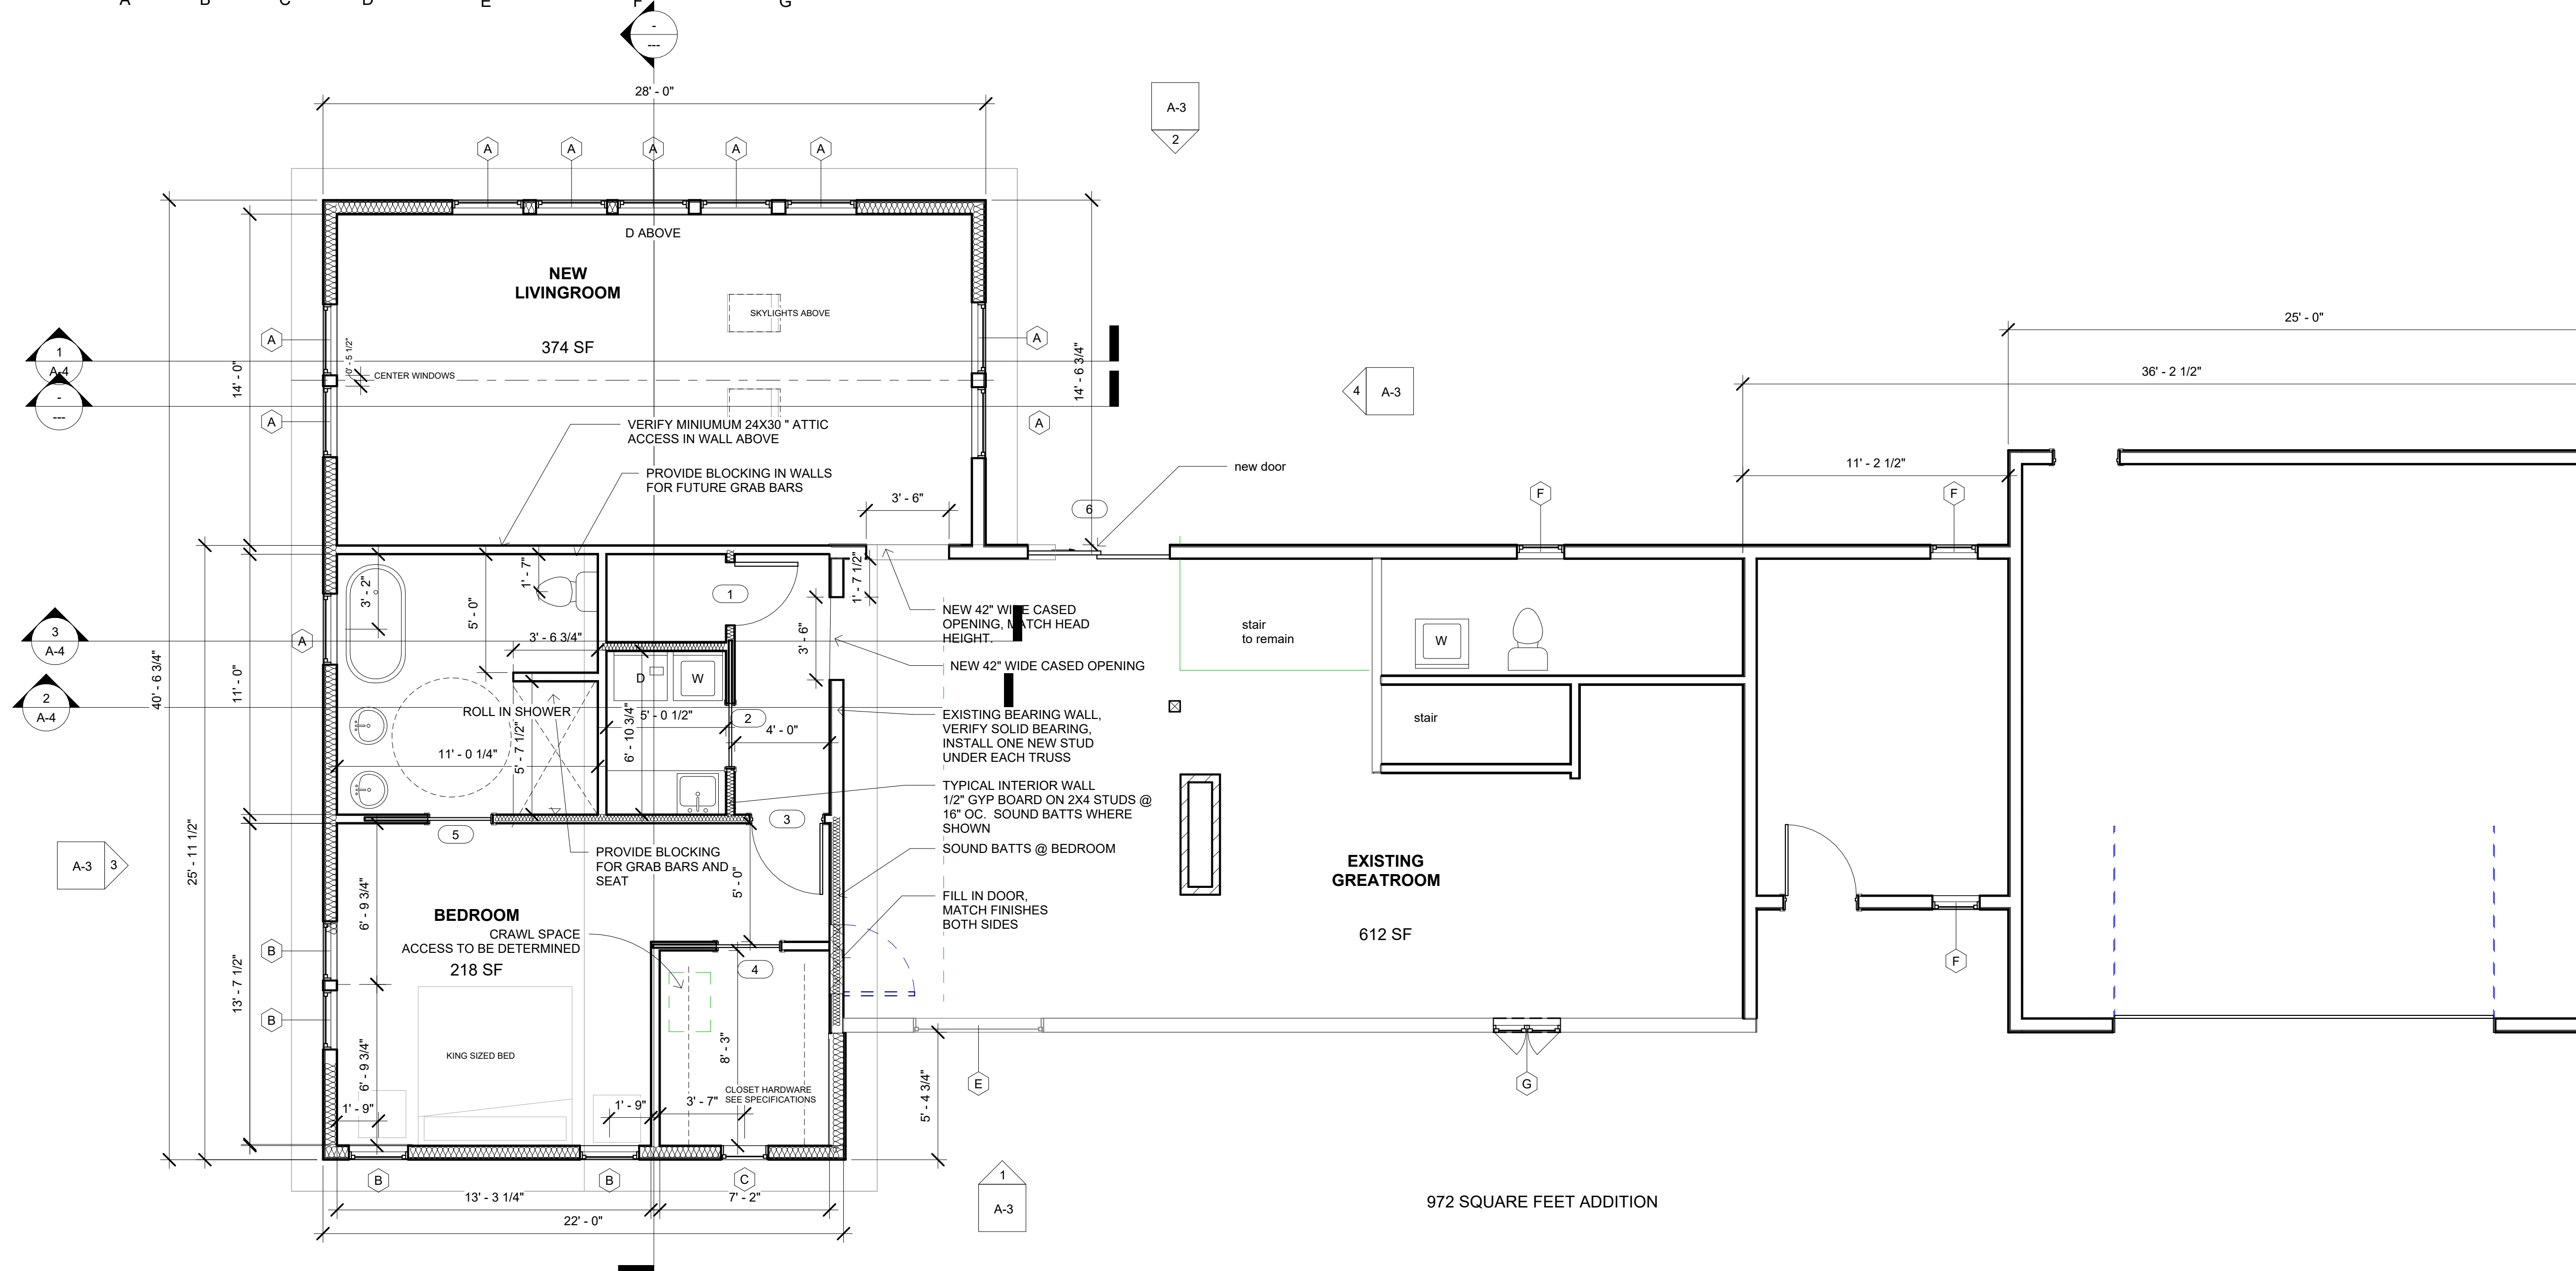 A B C D E F G
-
---
28' - 0"
A-3
2
A A A A A
D ABOVE
NEW
LIVINGROOM
374 SF
SKYLIGHTS ABOVE
25' - 0"
A
A
1
A-4
0' - 5 1/2"
CENTER WINDOWS
14' - 0"
14' - 6 3/4"
36' - 2 1/2"
4
A-3
-
---
A
A
VERIFY MINIUMUM 24X30 " ATTIC
ACCESS IN WALL ABOVE
PROVIDE BLOCKING IN WALLS
FOR FUTURE GRAB BARS
new door
11' - 2 1/2"
3' - 6"
6
F
F
1' - 7"
3' - 2"
5' - 0"
1
1' - 7 1/2"
NEW 42" WIDE CASED
OPENING, MATCH HEAD
HEIGHT.
stair
to remain
3
A-4
A
3' - 6 3/4"
3' - 6"
W
NEW 42" WIDE CASED OPENING
40' - 6 3/4"
11' - 0"
D
W
2
A-4
ROLL IN SHOWER
5' - 0 1/2"
2
4' - 0"
6' - 10 3/4"
5' - 7 1/2"
11' - 0 1/4"
EXISTING BEARING WALL,
VERIFY SOLID BEARING,
INSTALL ONE NEW STUD
UNDER EACH TRUSS
stair
TYPICAL INTERIOR WALL
1/2" GYP BOARD ON 2X4 STUDS @
16" OC.  SOUND BATTS WHERE
SHOWN
5
3
25' - 11 1/2"
A-3
3
PROVIDE BLOCKING
FOR GRAB BARS AND
SEAT
SOUND BATTS @ BEDROOM
5' - 0"
6' - 9 3/4"
EXISTING
GREATROOM
612 SF
FILL IN DOOR,
MATCH FINISHES
BOTH SIDES
BEDROOM
CRAWL SPACE
ACCESS TO BE DETERMINED
218 SF
4
B
F
13' - 7 1/2"
B
KING SIZED BED
6' - 9 3/4"
8' - 3"
CLOSET HARDWARE
SEE SPECIFICATIONS
1' - 9"
1' - 9"
3' - 7"
5' - 4 3/4"
E
G
B
B
C
1
A-3
13' - 3 1/4"
7' - 2"
22' - 0"
972 SQUARE FEET ADDITION